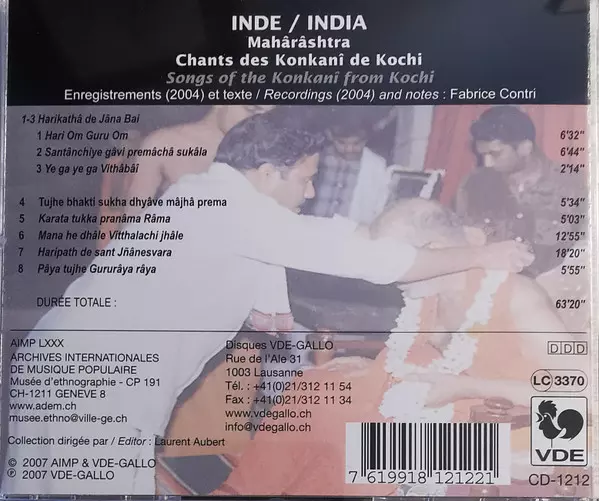 INDE / INDIA
Mahârâshtra
Chants des Konkanî de Kochi
Songs of the Konkanî from Kochi
Enregistrements (2004) et texte / Recordings (2004) and notes : Fabrice Contri
1-3 Harikathâ de Jâna Bai
1 Hari Om Guru Om 6'32"
2 Santânchiye gâvi premâchâ sukâla 6'44"
3 Ye ga ye ga Vithâbâî 2'14"
4 Tujhe bhakti sukha dhyâve mâjhâ prema 5'34"
5 Karata tukka pranâma Râma 5'03"
6 Mana he dhâle Vîtthalachi jhâle 12'55"
7 Haripath de sant Jñânesvara 18'20"
8 Pâya tujhe Gururâya râya 5'55"
DURÉE TOTALE : 63'20"
AIMP LXXX
ARCHIVES INTERNATIONALES
DE MUSIQUE POPULAIRE
Musée d'ethnographie - CP 191
CH-1211 GENEVE 8
www.adem.ch
musee.ethno@ville-ge.ch
Disques VDE-GALLO
Rue de l'Ale 31
1003 Lausanne
Tél. : +41(0)21/312 11 54
Fax : +41(0)21/312 11 34
www.vdegallo.ch
info@vdegallo.ch
DDD
LC 3370
VDE
CD-1212
Collection dirigée par / Editor : Laurent Aubert
© 2007 AIMP & VDE-GALLO
℗ 2007 VDE-GALLO
7 619918 121221